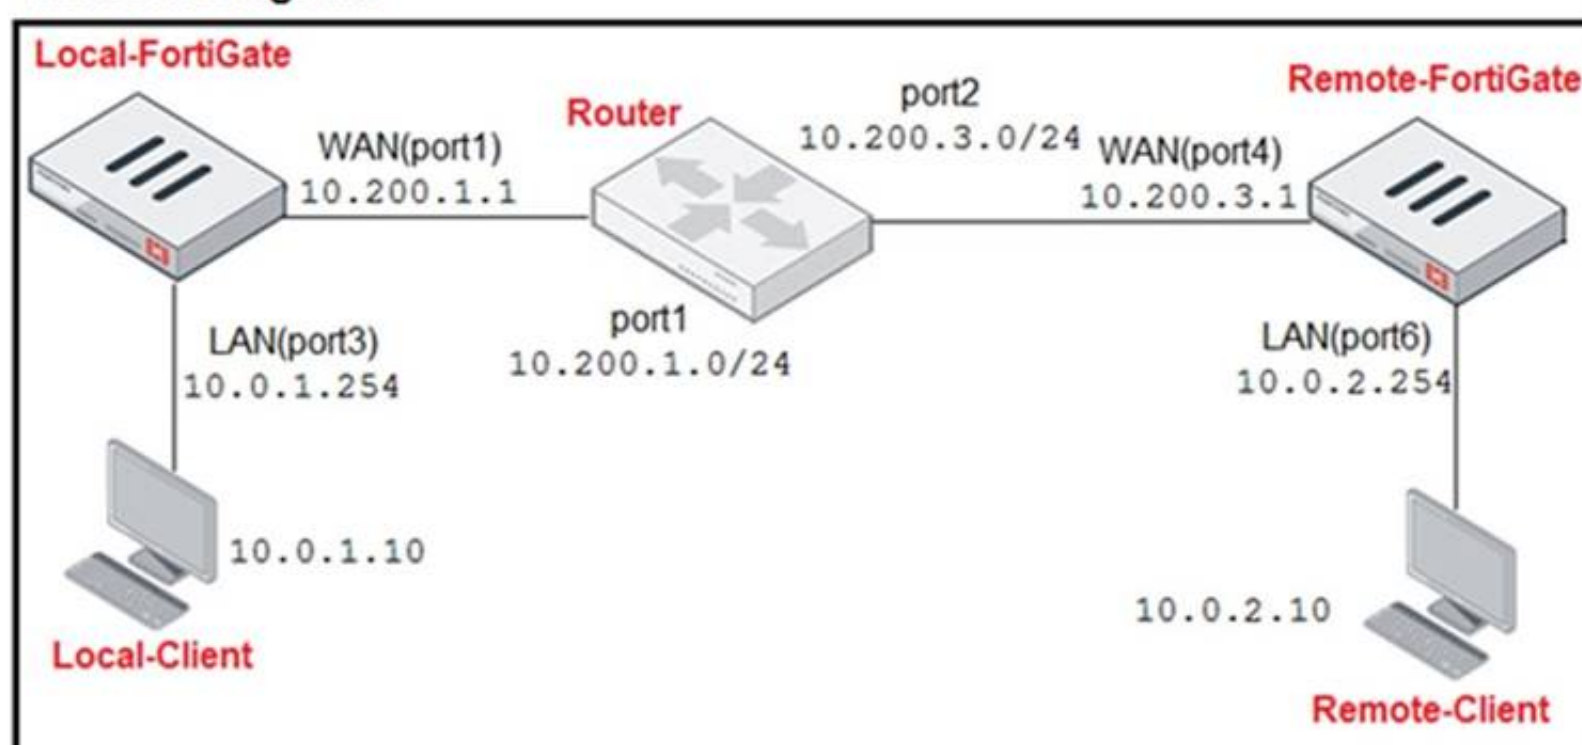 Local-FortiGate
WAN(port1)
10.200.1.1
Router
port2
10.200.3.0/24
WAN(port4)
10.200.3.1
Remote-FortiGate
LAN(port3)
10.0.1.254
port1
10.200.1.0/24
LAN(port6)
10.0.2.254
10.0.1.10
Local-Client
10.0.2.10
Remote-Client